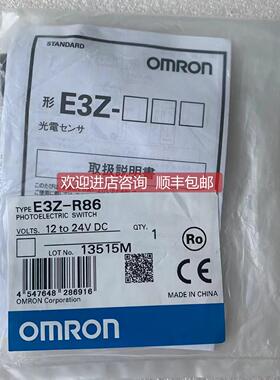 STANDARD
OMRON
形 E3Z-□□□
光電センサ
取扱説明書
欢迎进店咨询 顺丰包邮
TYPE E3Z-R86
PHOTOELECTRIC SWITCH
VOLTS. 12 to 24V DC
QTY. 1
LOT No. 13515M
Ro
4 547648 286916
OMRON Corporation
CE
MADE IN CHINA
OMRON